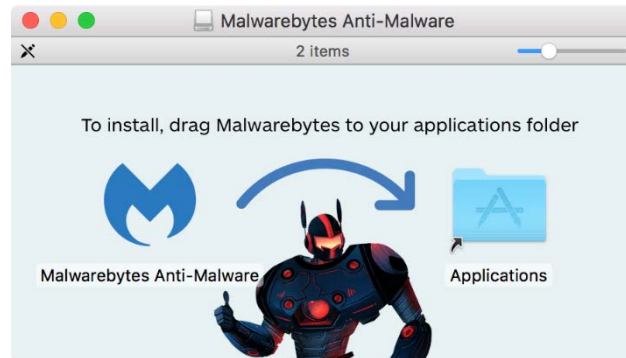 Malwarebytes Anti-Malware
2 items
To install, drag Malwarebytes to your applications folder
Malwarebytes Anti-Malware
Applications